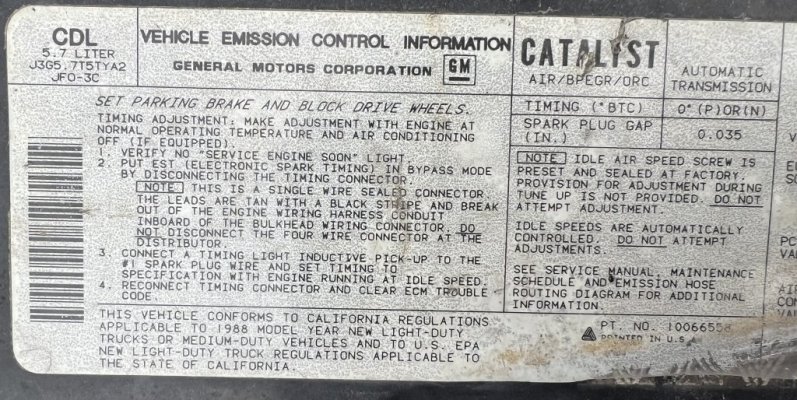 CDL
5.7 LITER
J3G5.7T5TYA2
JFO-3C
VEHICLE EMISSION CONTROL INFORMATION
GENERAL MOTORS CORPORATION GM
CATALYST
AIR/BPEGR/ORC
AUTOMATIC
TRANSMISSION
TIMING (°BTC) 0°(P)OR(N)
SPARK PLUG GAP
(IN.) 0.035
SET PARKING BRAKE AND BLOCK DRIVE WHEELS.
TIMING ADJUSTMENT: MAKE ADJUSTMENT WITH ENGINE AT
NORMAL OPERATING TEMPERATURE AND AIR CONDITIONING
OFF (IF EQUIPPED).
1. VERIFY NO "SERVICE ENGINE SOON" LIGHT.
2. PUT EST (ELECTRONIC SPARK TIMING) IN BYPASS MODE
BY DISCONNECTING THE TIMING CONNECTOR.
NOTE THIS IS A SINGLE WIRE SEALED CONNECTOR
THE LEADS ARE TAN WITH A BLACK STRIPE AND BREAK
OUT OF THE ENGINE WIRING HARNESS CONDUIT
INBOARD OF THE BULKHEAD WIRING CONNECTOR. DO
NOT DISCONNECT THE FOUR WIRE CONNECTOR AT THE
DISTRIBUTOR.
3. CONNECT A TIMING LIGHT INDUCTIVE PICK-UP TO THE
#1 SPARK PLUG WIRE AND SET TIMING TO
SPECIFICATION WITH ENGINE RUNNING AT IDLE SPEED.
4. RECONNECT TIMING CONNECTOR AND CLEAR ECM TROUBLE
CODE.
NOTE IDLE AIR SPEED SCREW IS
PRESET AND SEALED AT FACTORY.
PROVISION FOR ADJUSTMENT DURING
TUNE UP IS NOT PROVIDED. DO NOT
ATTEMPT ADJUSTMENT.
IDLE SPEEDS ARE AUTOMATICALLY
CONTROLLED. DO NOT ATTEMPT
ADJUSTMENTS.
SEE SERVICE MANUAL, MAINTENANCE
SCHEDULE AND EMISSION HOSE
ROUTING DIAGRAM FOR ADDITIONAL
INFORMATION.
THIS VEHICLE CONFORMS TO CALIFORNIA REGULATIONS
APPLICABLE TO 1988 MODEL YEAR NEW LIGHT-DUTY
TRUCKS OR MEDIUM-DUTY VEHICLES AND TO U.S. EPA
NEW LIGHT-DUTY TRUCK REGULATIONS APPLICABLE TO
THE STATE OF CALIFORNIA.
PT. NO. 10066558
PRINTED IN U.S.A